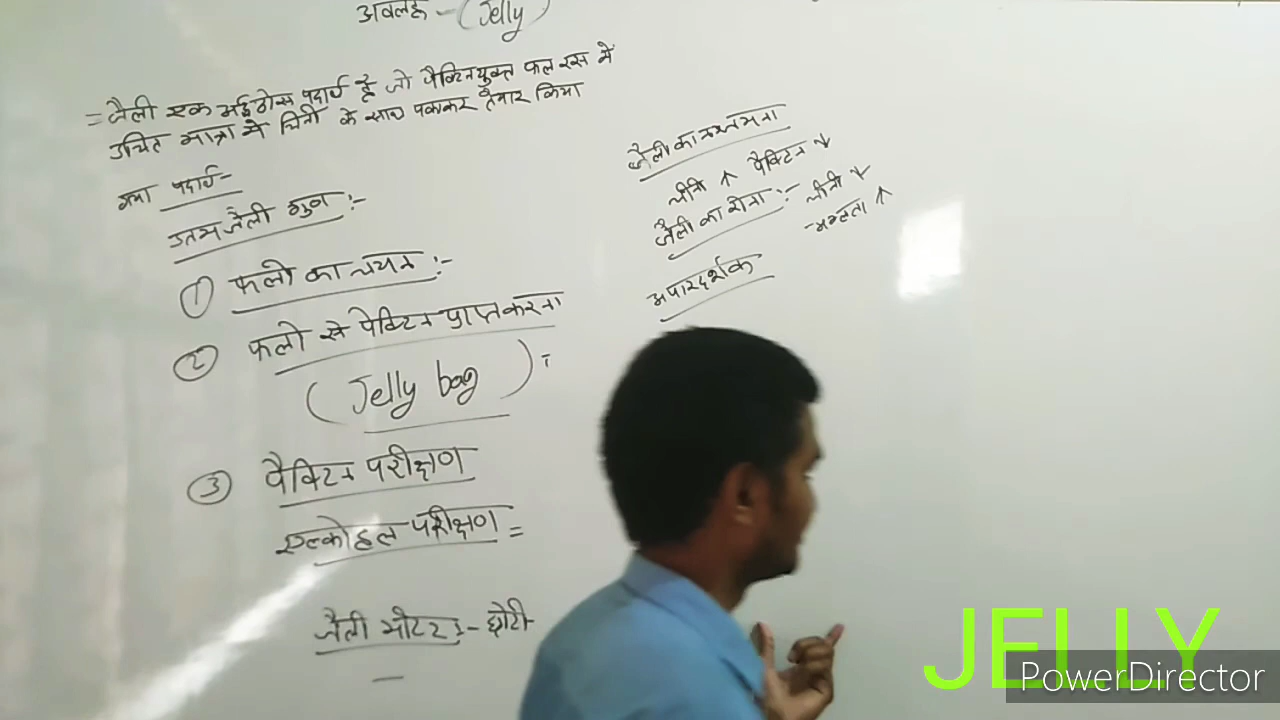 अवलेह - (Jelly)
= जैली एक अर्द्धठोस पदार्थ है जो पैक्टिनयुक्त फल रस में
उचित मात्रा मे चिनी के साथ पकाकर तैयार किया
गया पदार्थ -
उत्तम जैली गुण :-
① फलो का चयन :-
② फलो से पेक्टिन प्राप्त करना
(Jelly bag) =
③ पैक्टिन परीक्षण
एल्कोहल परीक्षण =
जैली मीटर - छोटी
जैली का न जमना
चीनी ↑ पैक्टिन ↓
जैली का रोना :- चीनी ↓
- अम्लता ↑
अपारदर्शक
JELLY
PowerDirector